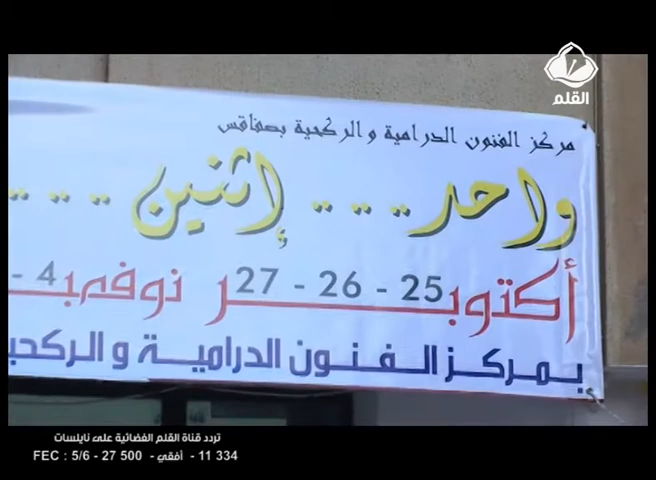 القلم
مركز الفنون الدرامية و الركحية بصفاقس
واحد ... إثنين ...
أكتوبر 25 - 26 - 27 نوفمبر 4 -
بمركز الفنون الدرامية و الركحية
تردد قناة القلم الفضائية على نايلسات
11 334 - أفقي - 27 500 - FEC : 5/6